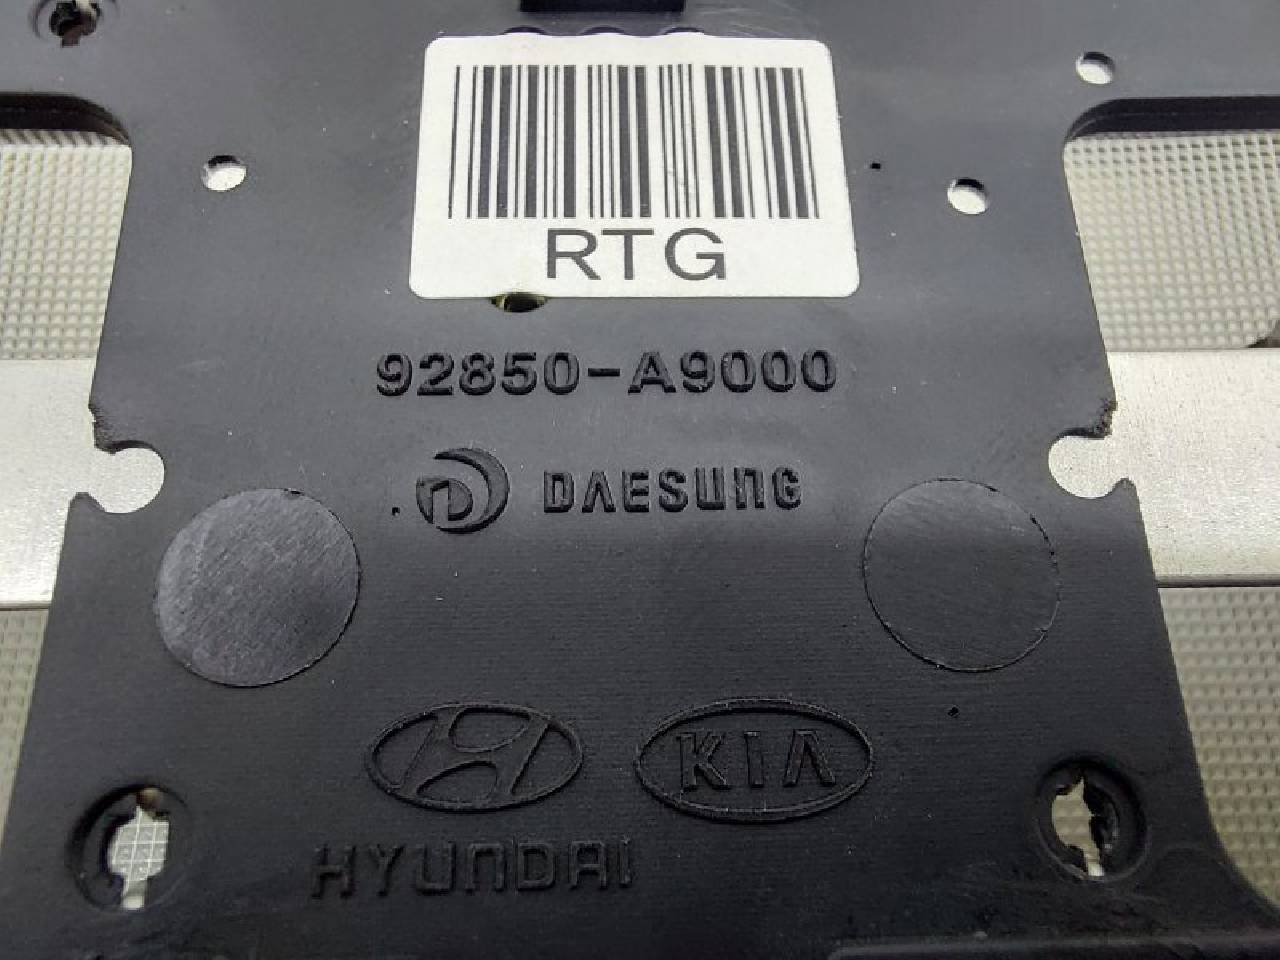 RTG
92850-A9000
DAESUNG
KIA
HYUNDAI